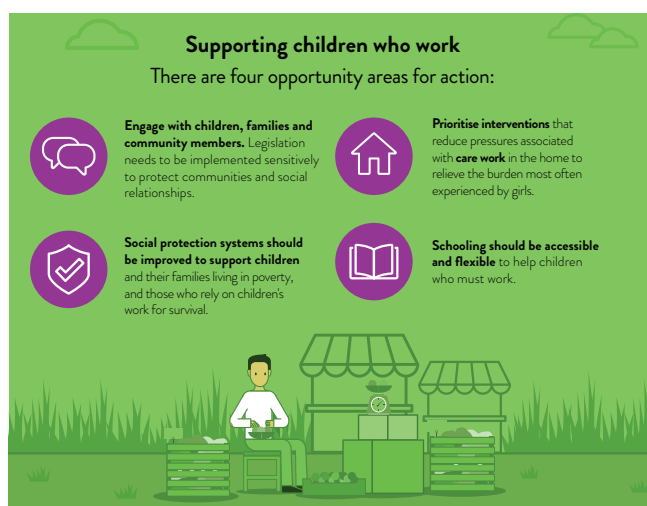 Supporting children who work
There are four opportunity areas for action:
Engage with children, families and
community members. Legislation
needs to be implemented sensitively
to protect communities and social
relationships.
Prioritise interventions that
reduce pressures associated
with care work in the home to
relieve the burden most often
experienced by girls.
Social protection systems should
be improved to support children
and their families living in poverty,
and those who rely on children's
work for survival.
Schooling should be accessible
and flexible to help children
who must work.